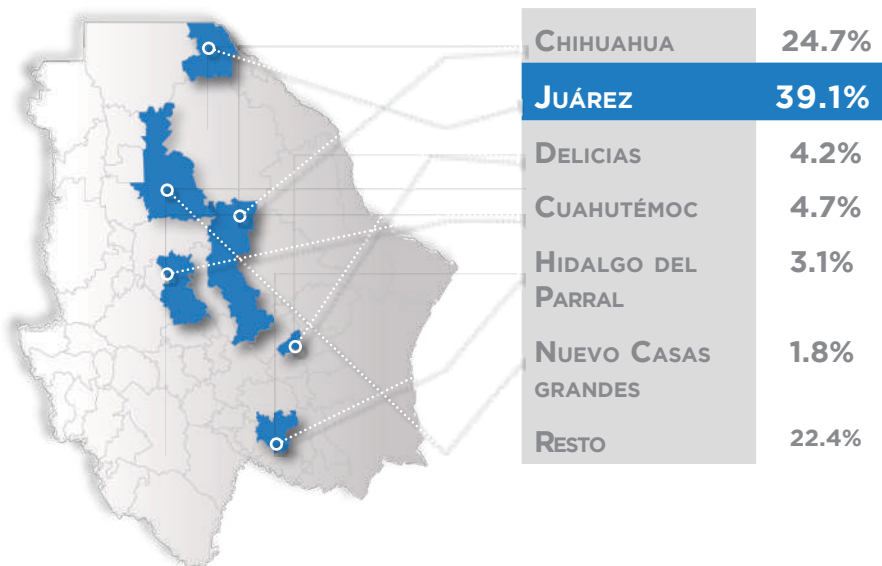 Chihuahua 24.7%
Juárez 39.1%
Delicias 4.2%
Cuahutémoc 4.7%
Hidalgo del 3.1%
Parral
Nuevo Casas 1.8%
grandes
Resto 22.4%